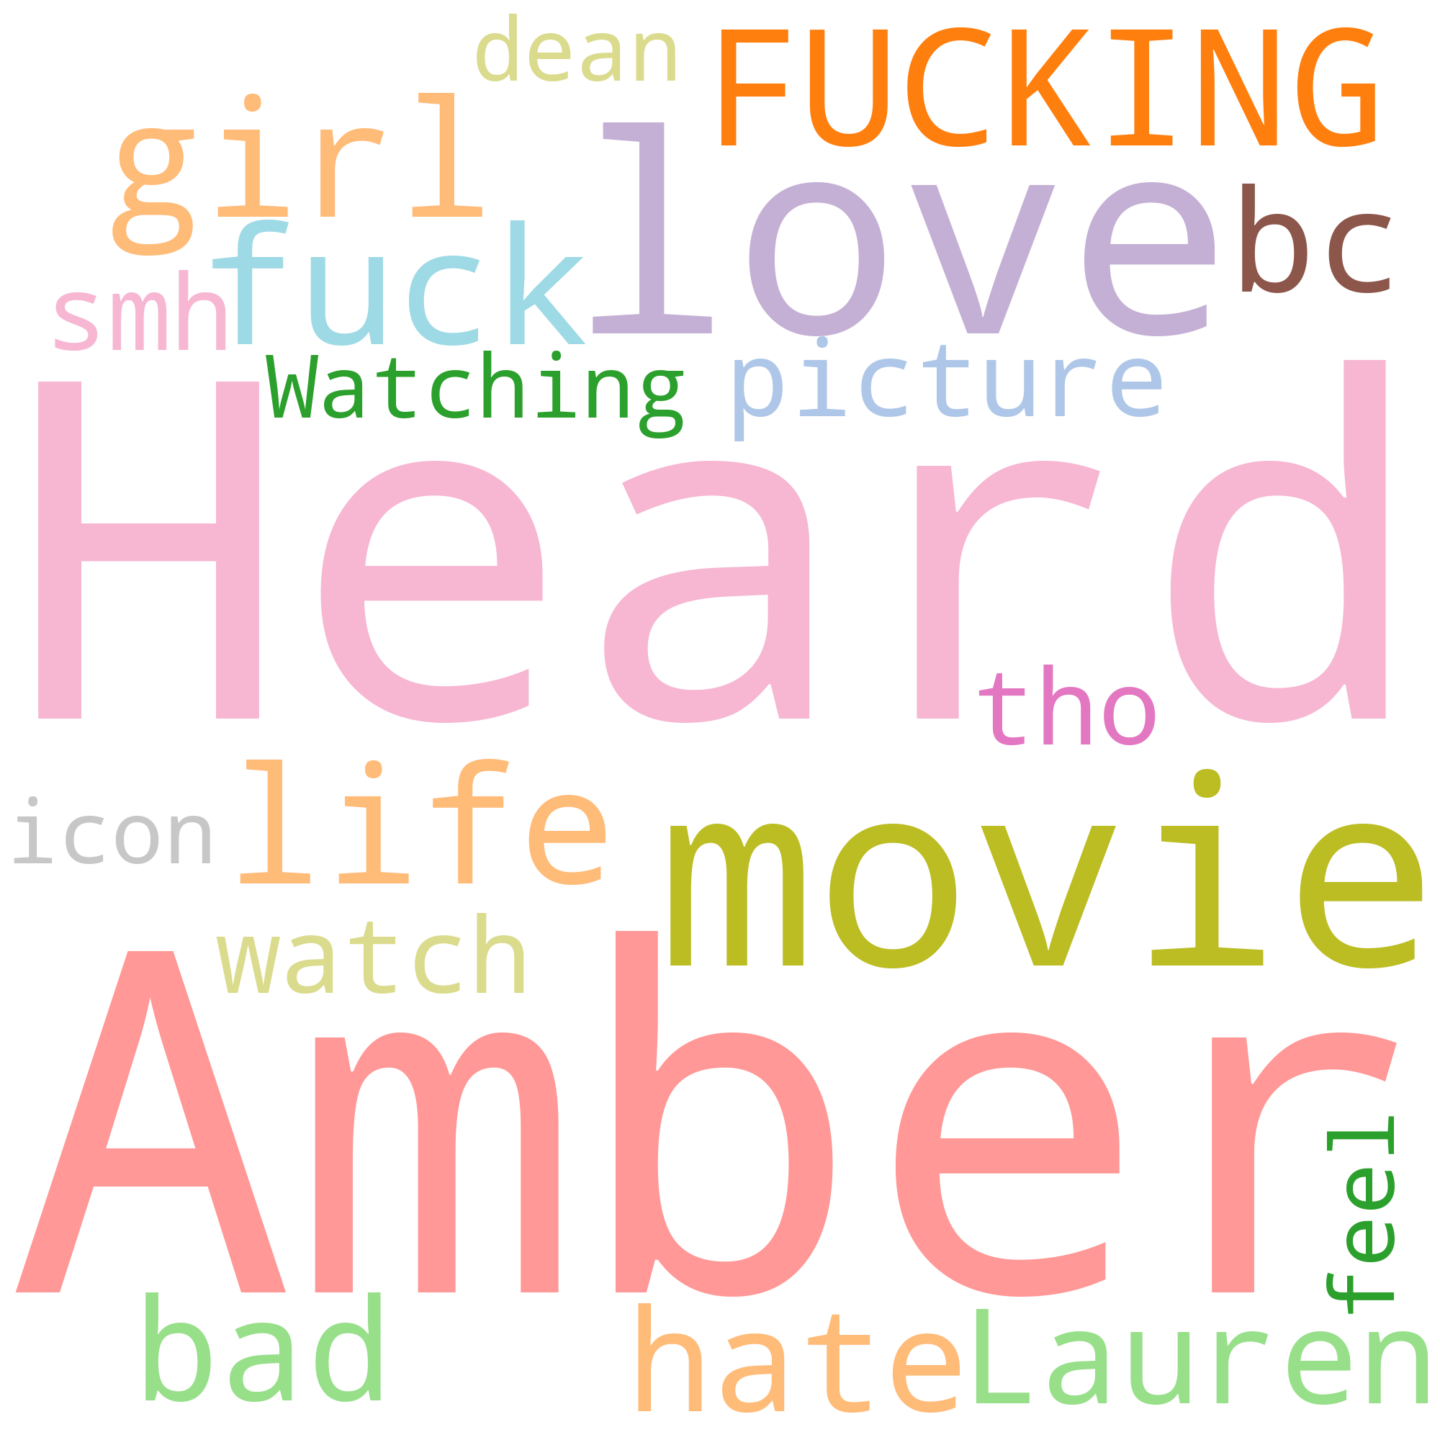 dean
FUCKING
girl
love
bc
fuck
smh
Watching
picture
Heard
tho
life
icon
movie
watch
Amber
feel
bad
hate
Lauren